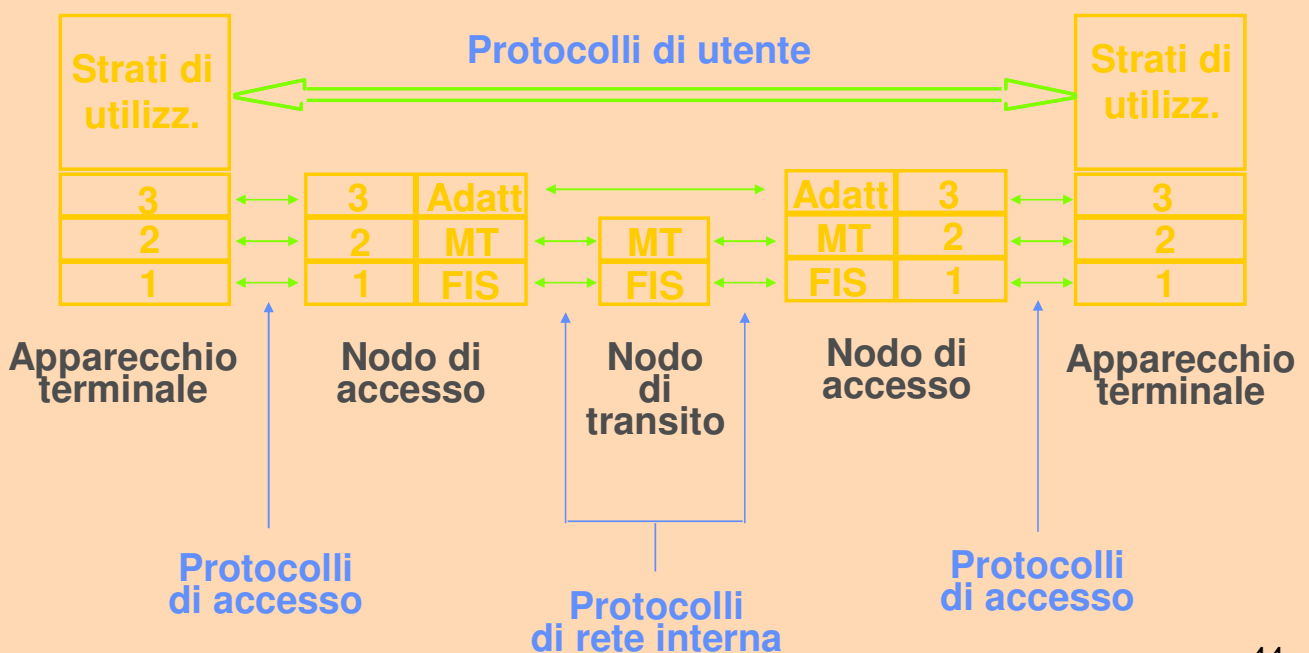 Protocolli di utente
Strati di
utilizz.
Strati di
utilizz.
3 3 Adatt Adatt 3 3
2 2 MT MT MT 2 2
1 1 FIS FIS FIS 1 1
Apparecchio
terminale
Nodo di
accesso
Nodo
di
transito
Nodo di
accesso
Apparecchio
terminale
Protocolli
di accesso
Protocolli
di rete interna
Protocolli
di accesso